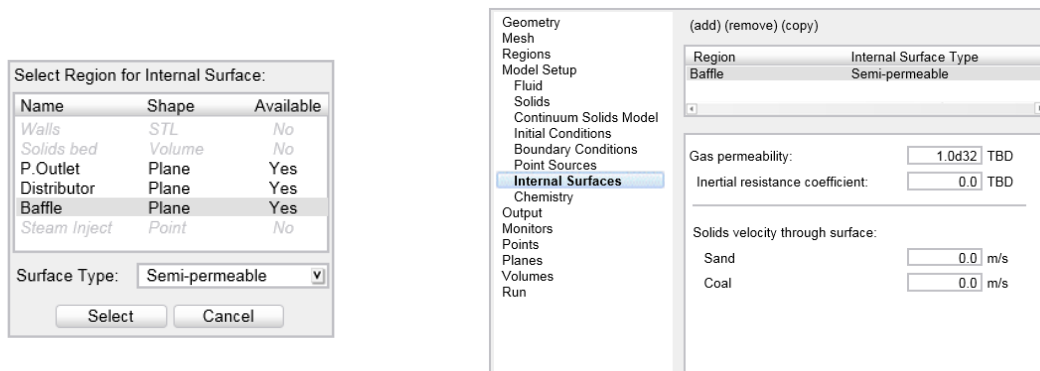 Select Region for Internal Surface:
Name Shape Available
Walls STL No
Solids bed Volume No
P.Outlet Plane Yes
Distributor Plane Yes
Baffle Plane Yes
Steam Inject Point No
Surface Type: Semi-permeable v
Select Cancel
Geometry
Mesh
Regions
Model Setup
Fluid
Solids
Continuum Solids Model
Initial Conditions
Boundary Conditions
Point Sources
Internal Surfaces
Chemistry
Output
Monitors
Points
Planes
Volumes
Run
(add) (remove) (copy)
Region Internal Surface Type
Baffle Semi-permeable
Gas permeability: 1.0d32 TBD
Inertial resistance coefficient: 0.0 TBD
Solids velocity through surface:
Sand 0.0 m/s
Coal 0.0 m/s